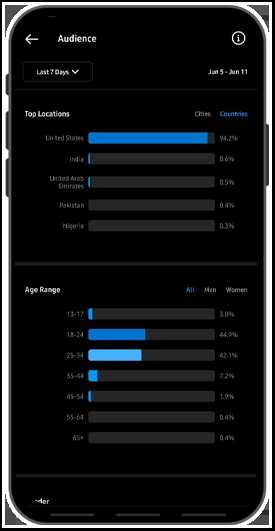 Audience
Last 7 Days
Jun 5 - Jun 11
Top Locations
Cities Countries
United States 94.2%
India 0.6%
United Arab
Emirates 0.5%
Pakistan 0.4%
Nigeria 0.3%
Age Range
All Men Women
13-17 3.0%
18-24 44.9%
25-34 42.1%
35-44 7.2%
45-54 1.9%
55-64 0.4%
65+ 0.4%